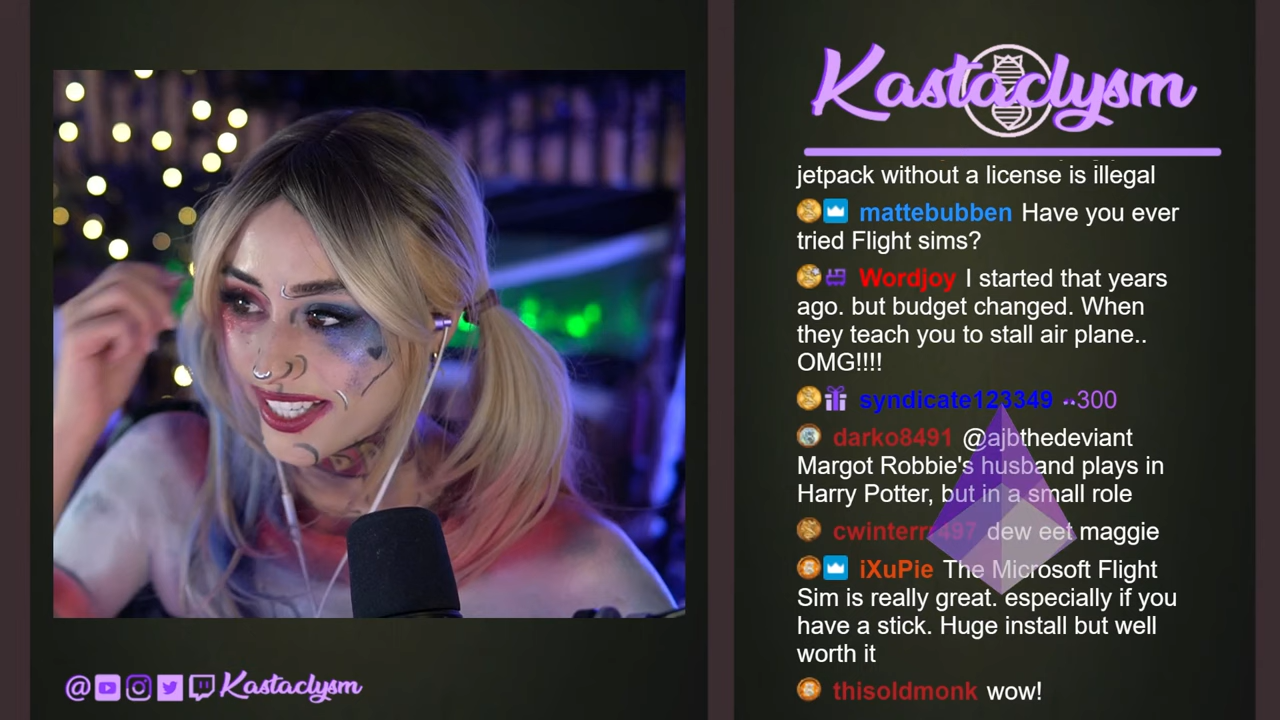 Kastaclysm
jetpack without a license is illegal
mattebubben Have you ever
tried Flight sims?
Wordjoy I started that years
ago. but budget changed. When
they teach you to stall air plane..
OMG!!!!
syndicate123349 300
darko8491 @ajbthedeviant
Margot Robbie's husband plays in
Harry Potter, but in a small role
dew eet maggie
iXuPie The Microsoft Flight
Sim is really great. especially if you
have a stick. Huge install but well
worth it
thisoldmonk wow!
@ Kastaclysm